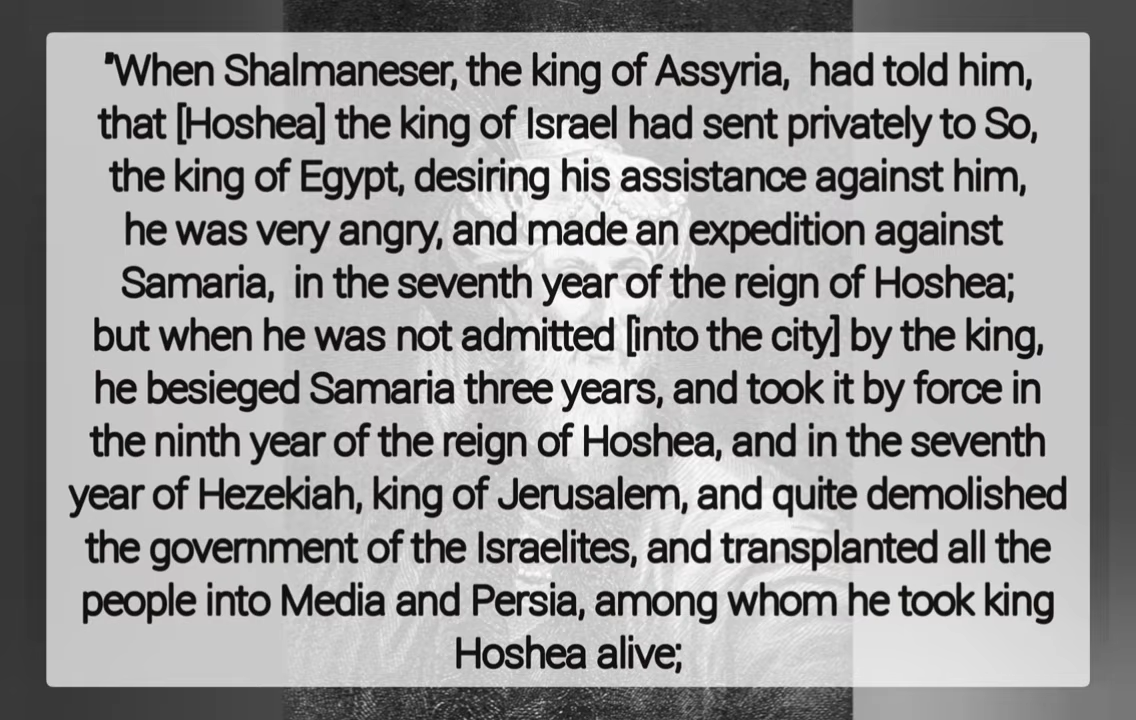 "When Shalmaneser, the king of Assyria, had told him,
that [Hoshea] the king of Israel had sent privately to So,
the king of Egypt, desiring his assistance against him,
he was very angry, and made an expedition against
Samaria, in the seventh year of the reign of Hoshea;
but when he was not admitted [into the city] by the king,
he besieged Samaria three years, and took it by force in
the ninth year of the reign of Hoshea, and in the seventh
year of Hezekiah, king of Jerusalem, and quite demolished
the government of the Israelites, and transplanted all the
people into Media and Persia, among whom he took king
Hoshea alive;